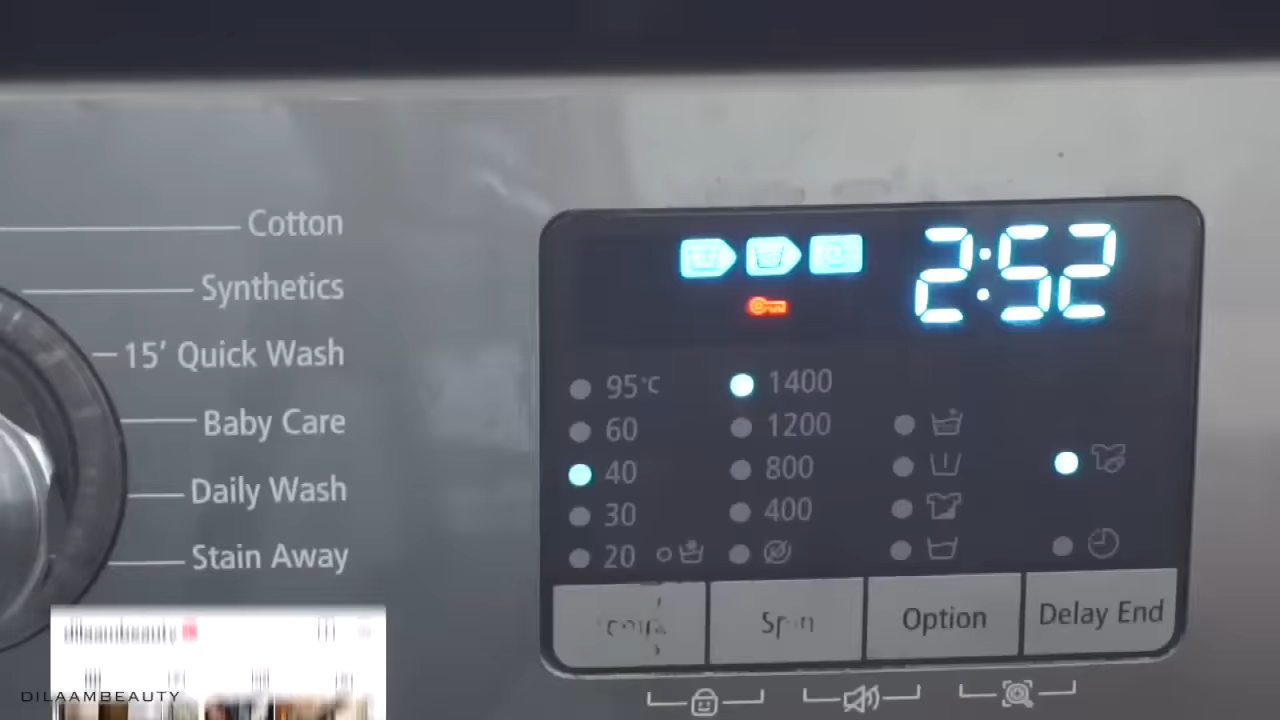 Cotton
Synthetics
15’ Quick Wash
Baby Care
Daily Wash
Stain Away
2:52
95°C
60
40
30
20
1400
1200
800
400
Spin
Option
Delay End
dilaambeauty
DILAAMBEAUTY